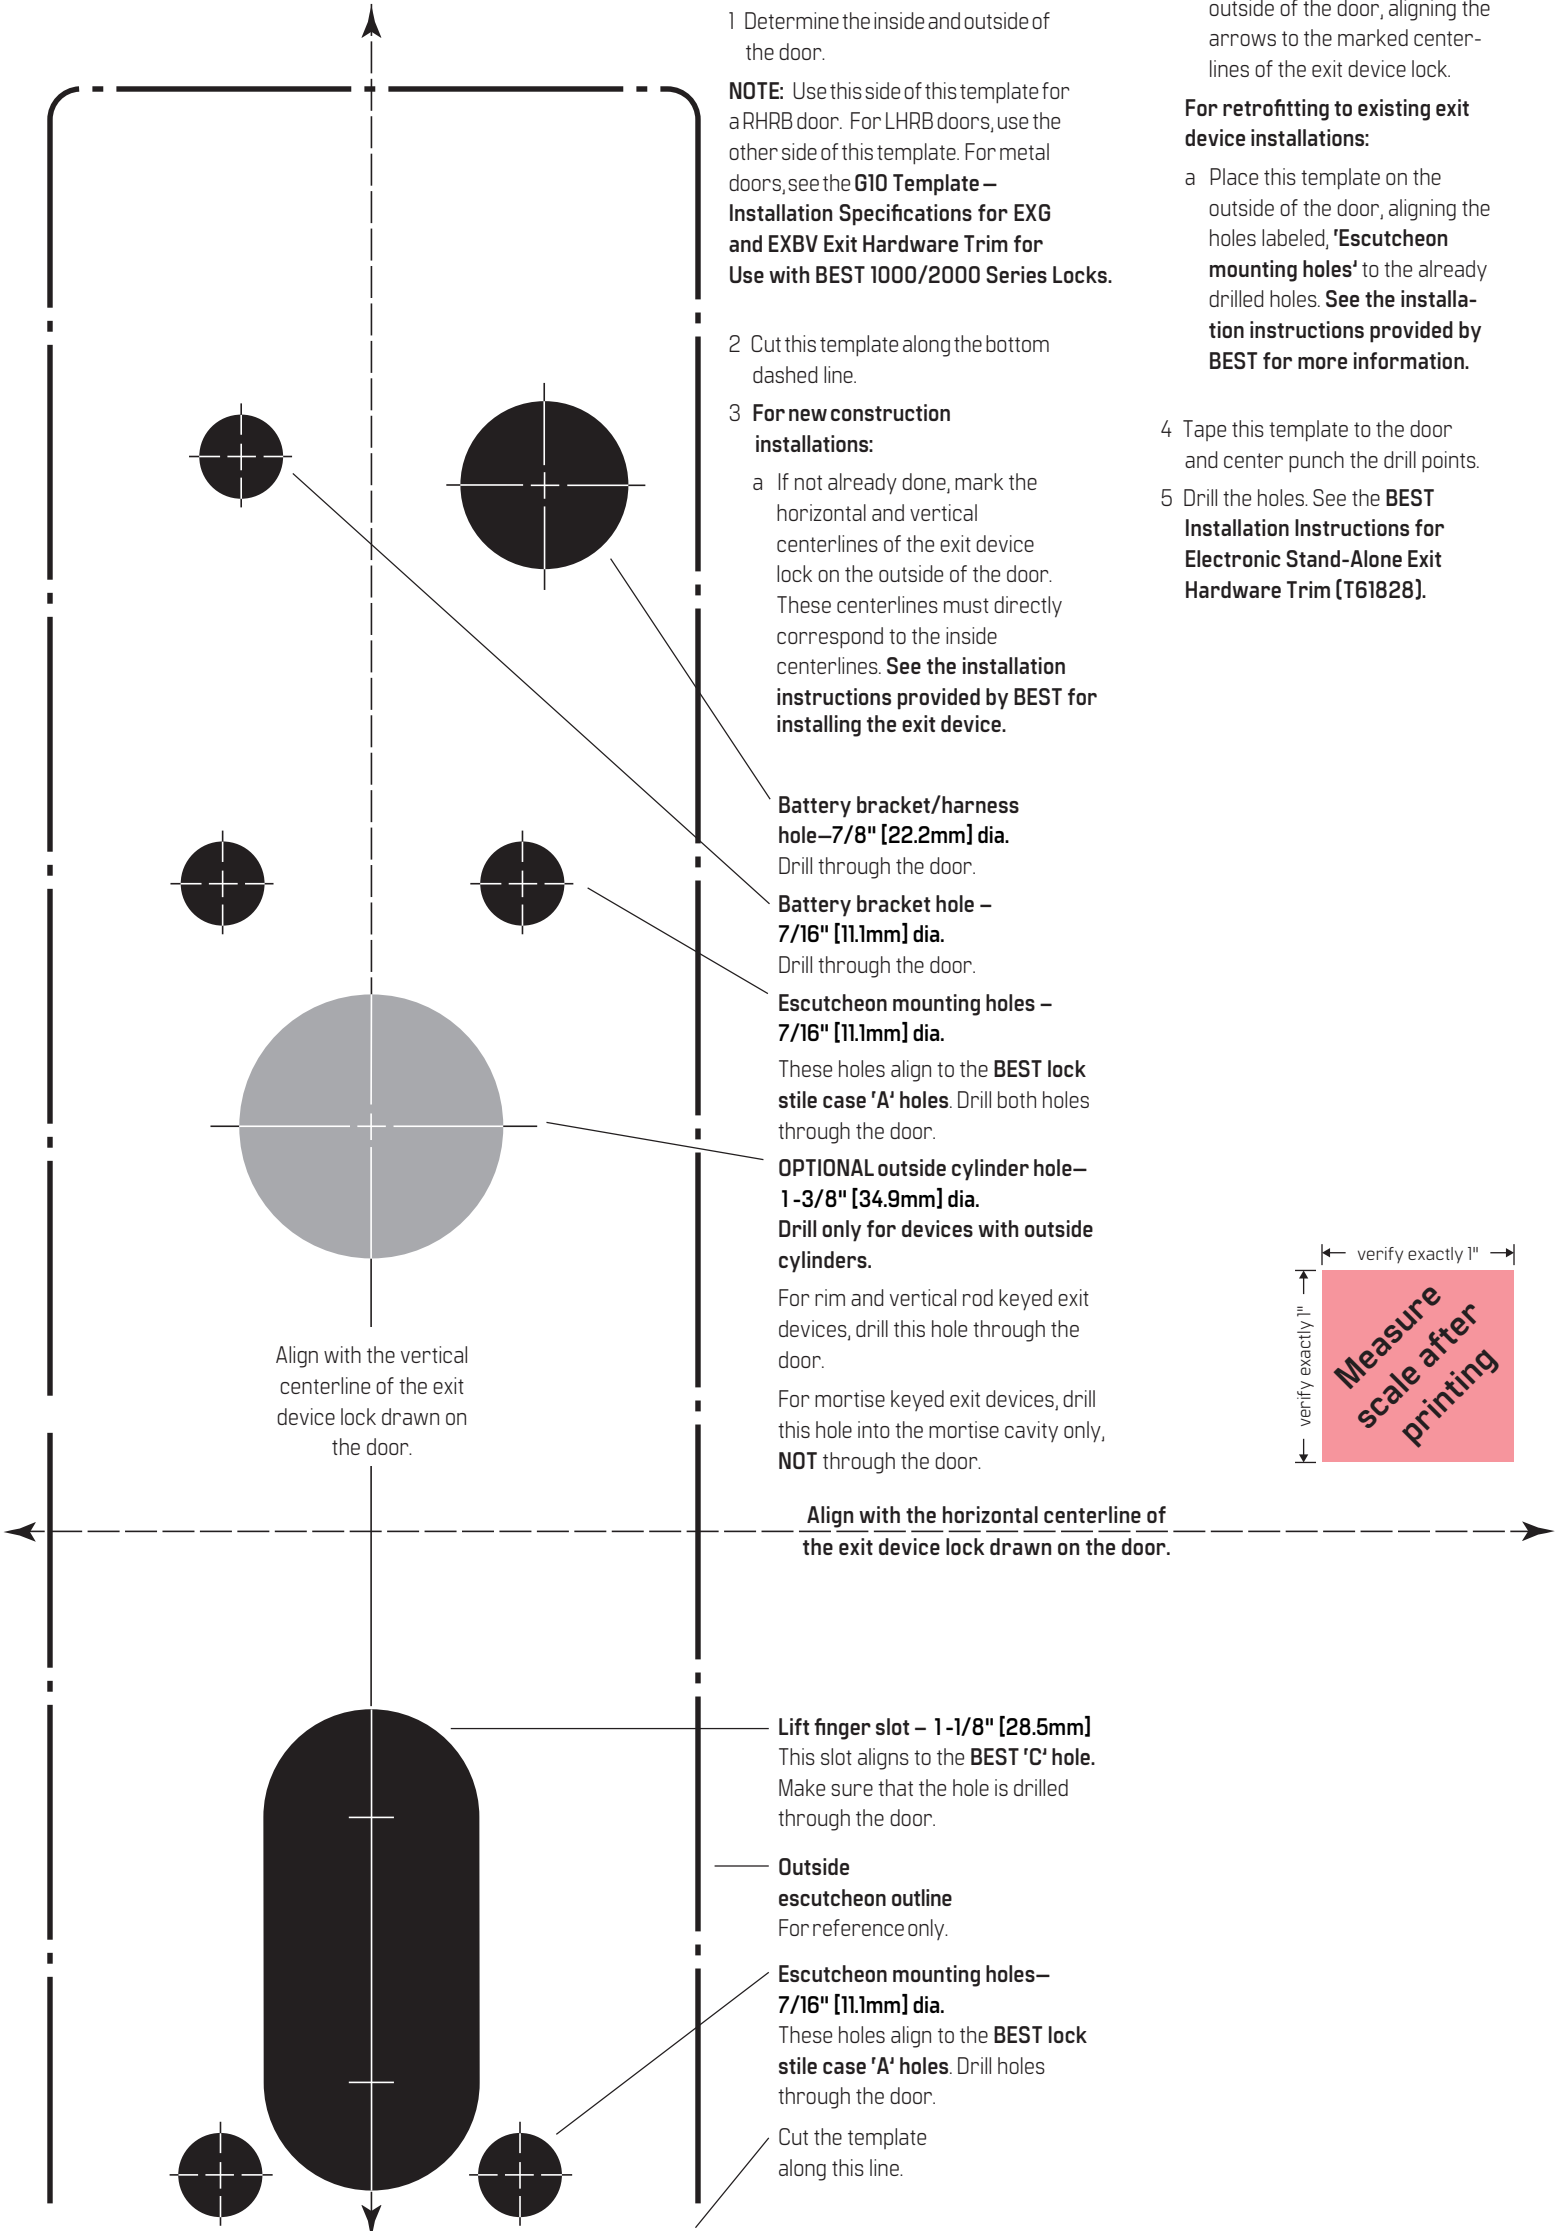 1 Determine the inside and outside of
the door.
NOTE: Use this side of this template for
a RHRB door. For LHRB doors, use the
other side of this template. For metal
doors, see the G10 Template –
Installation Specifications for EXG
and EXBV Exit Hardware Trim for
Use with BEST 1000/2000 Series Locks.
2 Cut this template along the bottom
dashed line.
3 For new construction
installations:
a If not already done, mark the
horizontal and vertical
centerlines of the exit device
lock on the outside of the door.
These centerlines must directly
correspond to the inside
centerlines. See the installation
instructions provided by BEST for
installing the exit device.
outside of the door, aligning the
arrows to the marked center-
lines of the exit device lock.
For retrofitting to existing exit
device installations:
a Place this template on the
outside of the door, aligning the
holes labeled, 'Escutcheon
mounting holes' to the already
drilled holes. See the installa-
tion instructions provided by
BEST for more information.
4 Tape this template to the door
and center punch the drill points.
5 Drill the holes. See the BEST
Installation Instructions for
Electronic Stand-Alone Exit
Hardware Trim (T61828).
Battery bracket/harness
hole–7/8" [22.2mm] dia.
Drill through the door.
Battery bracket hole –
7/16" [11.1mm] dia.
Drill through the door.
Escutcheon mounting holes –
7/16" [11.1mm] dia.
These holes align to the BEST lock
stile case 'A' holes. Drill both holes
through the door.
OPTIONAL outside cylinder hole–
1-3/8" [34.9mm] dia.
Drill only for devices with outside
cylinders.
For rim and vertical rod keyed exit
devices, drill this hole through the
door.
For mortise keyed exit devices, drill
this hole into the mortise cavity only,
NOT through the door.
verify exactly 1"
verify exactly 1"
Measure
scale after
printing
Align with the vertical
centerline of the exit
device lock drawn on
the door.
Align with the horizontal centerline of
the exit device lock drawn on the door.
Lift finger slot – 1-1/8" [28.5mm]
This slot aligns to the BEST 'C' hole.
Make sure that the hole is drilled
through the door.
Outside
escutcheon outline
For reference only.
Escutcheon mounting holes–
7/16" [11.1mm] dia.
These holes align to the BEST lock
stile case 'A' holes. Drill holes
through the door.
Cut the template
along this line.